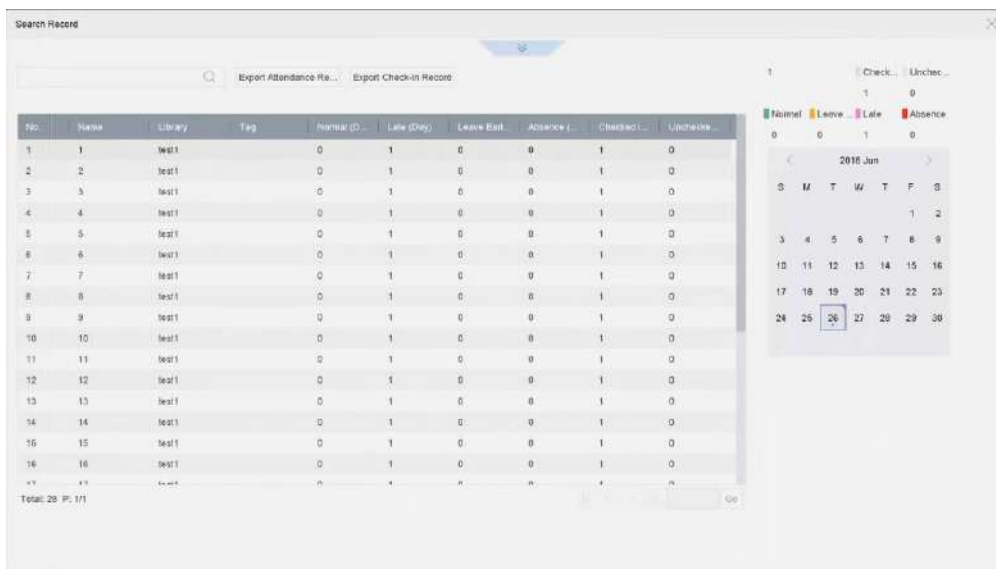 Search Record
Export Attendance Re... Export Check-in Record
1 Check... Unchec...
1 0
Normal Leave ... Late Absence
0 0 1 0
No. Name Library Tag Normal (D... Late (Day) Leave Earl... Absence (... Checked I... Unchecke...
1 1 test1 0 1 0 0 1 0
2 2 test1 0 1 0 0 1 0
3 3 test1 0 1 0 0 1 0
4 4 test1 0 1 0 0 1 0
5 5 test1 0 1 0 0 1 0
6 6 test1 0 1 0 0 1 0
7 7 test1 0 1 0 0 1 0
8 8 test1 0 1 0 0 1 0
9 9 test1 0 1 0 0 1 0
10 10 test1 0 1 0 0 1 0
11 11 test1 0 1 0 0 1 0
12 12 test1 0 1 0 0 1 0
13 13 test1 0 1 0 0 1 0
14 14 test1 0 1 0 0 1 0
15 15 test1 0 1 0 0 1 0
16 16 test1 0 1 0 0 1 0
Total: 28 P: 1/1
Go
2018 Jun
S M T W T F S
1 2
3 4 5 6 7 8 9
10 11 12 13 14 15 16
17 18 19 20 21 22 23
24 25 26 27 28 29 30